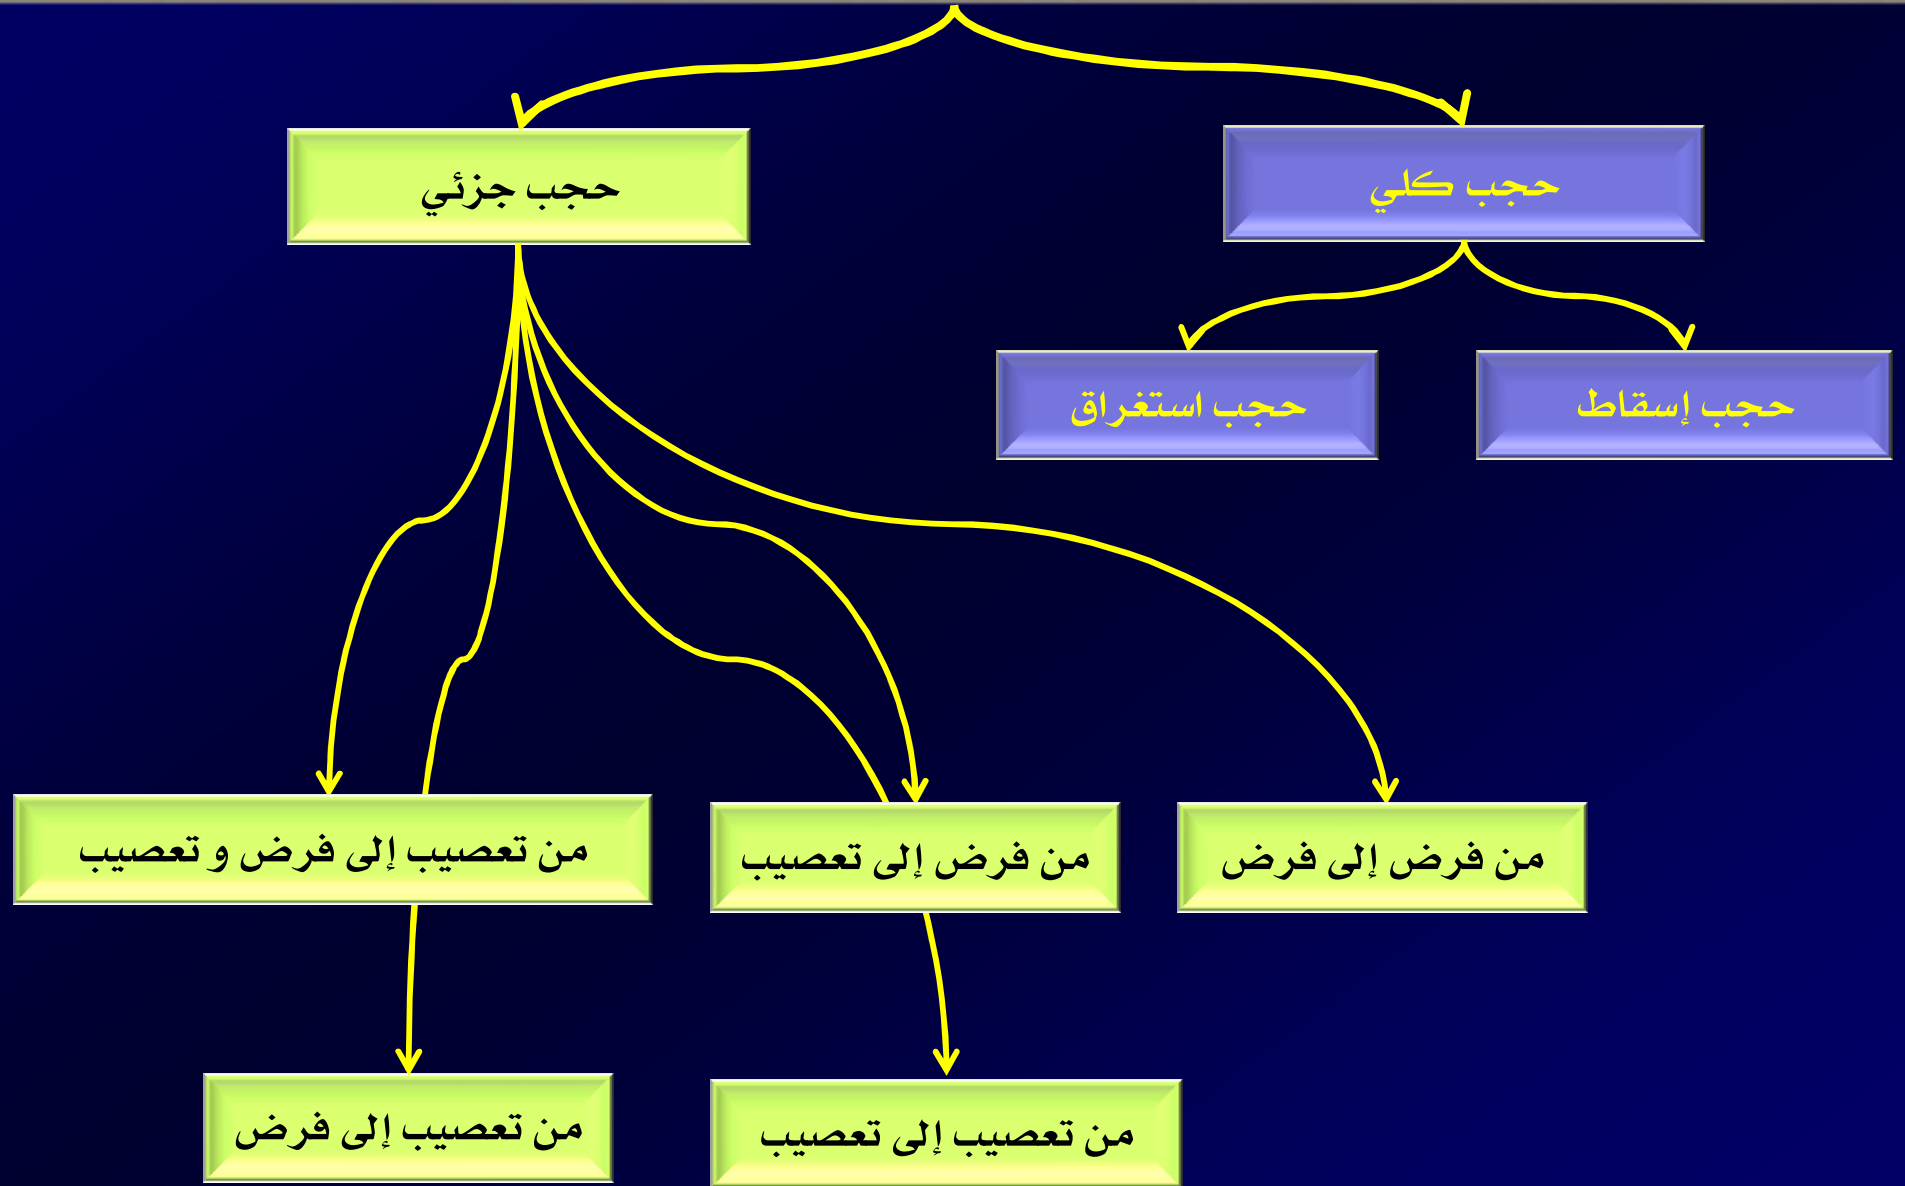 حجب كلي
حجب جزئي
حجب إسقاط
حجب استغراق
من فرض إلى فرض
من فرض إلى تعصيب
من تعصيب إلى فرض و تعصيب
من تعصيب إلى تعصيب
من تعصيب إلى فرض